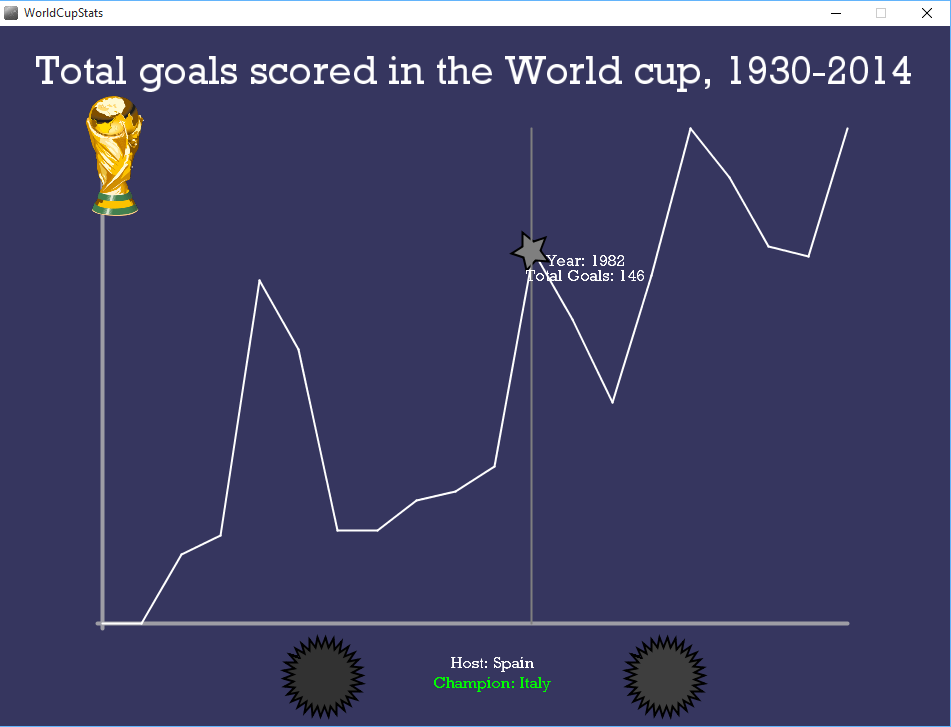 WorldCupStats
Total goals scored in the World cup, 1930-2014
Year: 1982
Total Goals: 146
Host: Spain
Champion: Italy